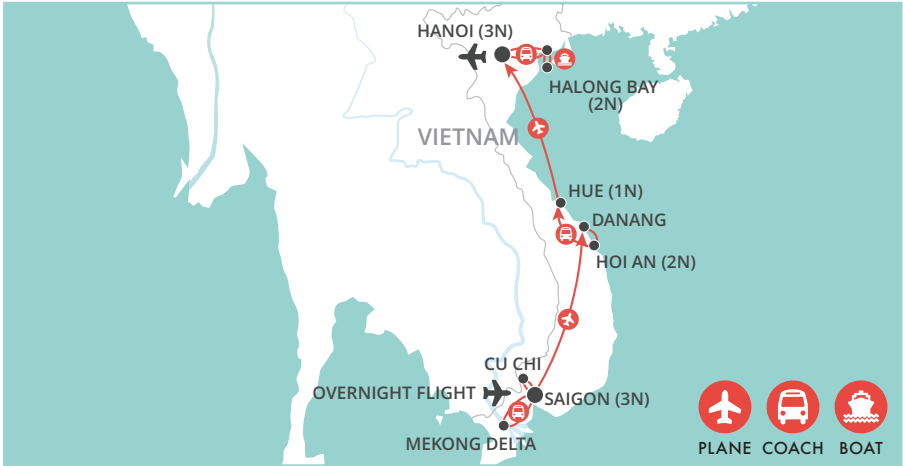 HANOI (3N)
HALONG BAY
(2N)
VIETNAM
HUE (1N)
DANANG
HOI AN (2N)
CU CHI
OVERNIGHT FLIGHT
SAIGON (3N)
MEKONG DELTA
PLANE COACH BOAT